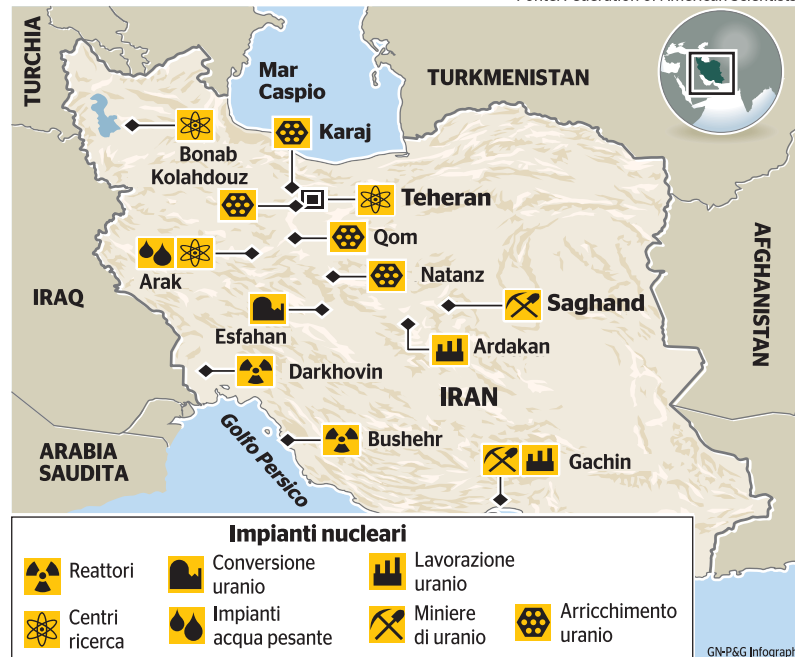 Fonte: Federation of American Scientists
TURCHIA
Mar
Caspio
TURKMENISTAN
Karaj
Bonab
Kolahdouz
Teheran
Qom
Arak
Natanz
AFGHANISTAN
IRAQ
Saghand
Esfahan
Ardakan
Darkhovin
IRAN
Golfo Persico
Bushehr
ARABIA
SAUDITA
Gachin
Impianti nucleari
Reattori
Conversione
uranio
Lavorazione
uranio
Centri
ricerca
Impianti
acqua pesante
Miniere
di uranio
Arricchimento
uranio
GN-P&G Infograph